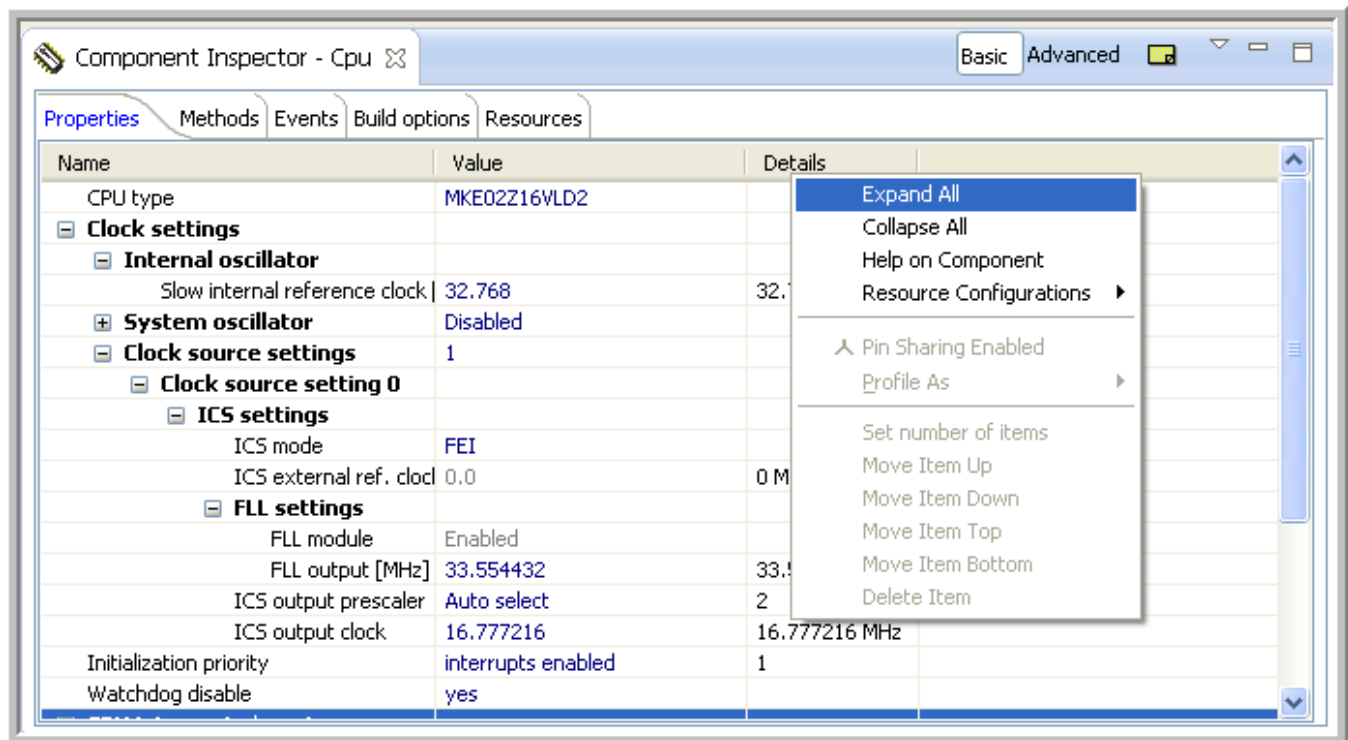 Component Inspector - Cpu
Basic Advanced
Properties Methods Events Build options Resources
Name Value Details
CPU type MKE02Z16VLD2
Clock settings
Internal oscillator
Slow internal reference clock 32.768 32.
System oscillator Disabled
Clock source settings 1
Clock source setting 0
ICS settings
ICS mode FEI
ICS external ref. 0.0 0 M
FLL settings
FLL module Enabled
FLL output [MHz] 33.554432 33.
ICS output prescaler Auto select 2
ICS output clock 16.777216 16.777216 MHz
Initialization priority interrupts enabled 1
Watchdog disable yes
Expand All
Collapse All
Help on Component
Resource Configurations
Pin Sharing Enabled
Profile As
Set number of items
Move Item Up
Move Item Down
Move Item Top
Move Item Bottom
Delete Item